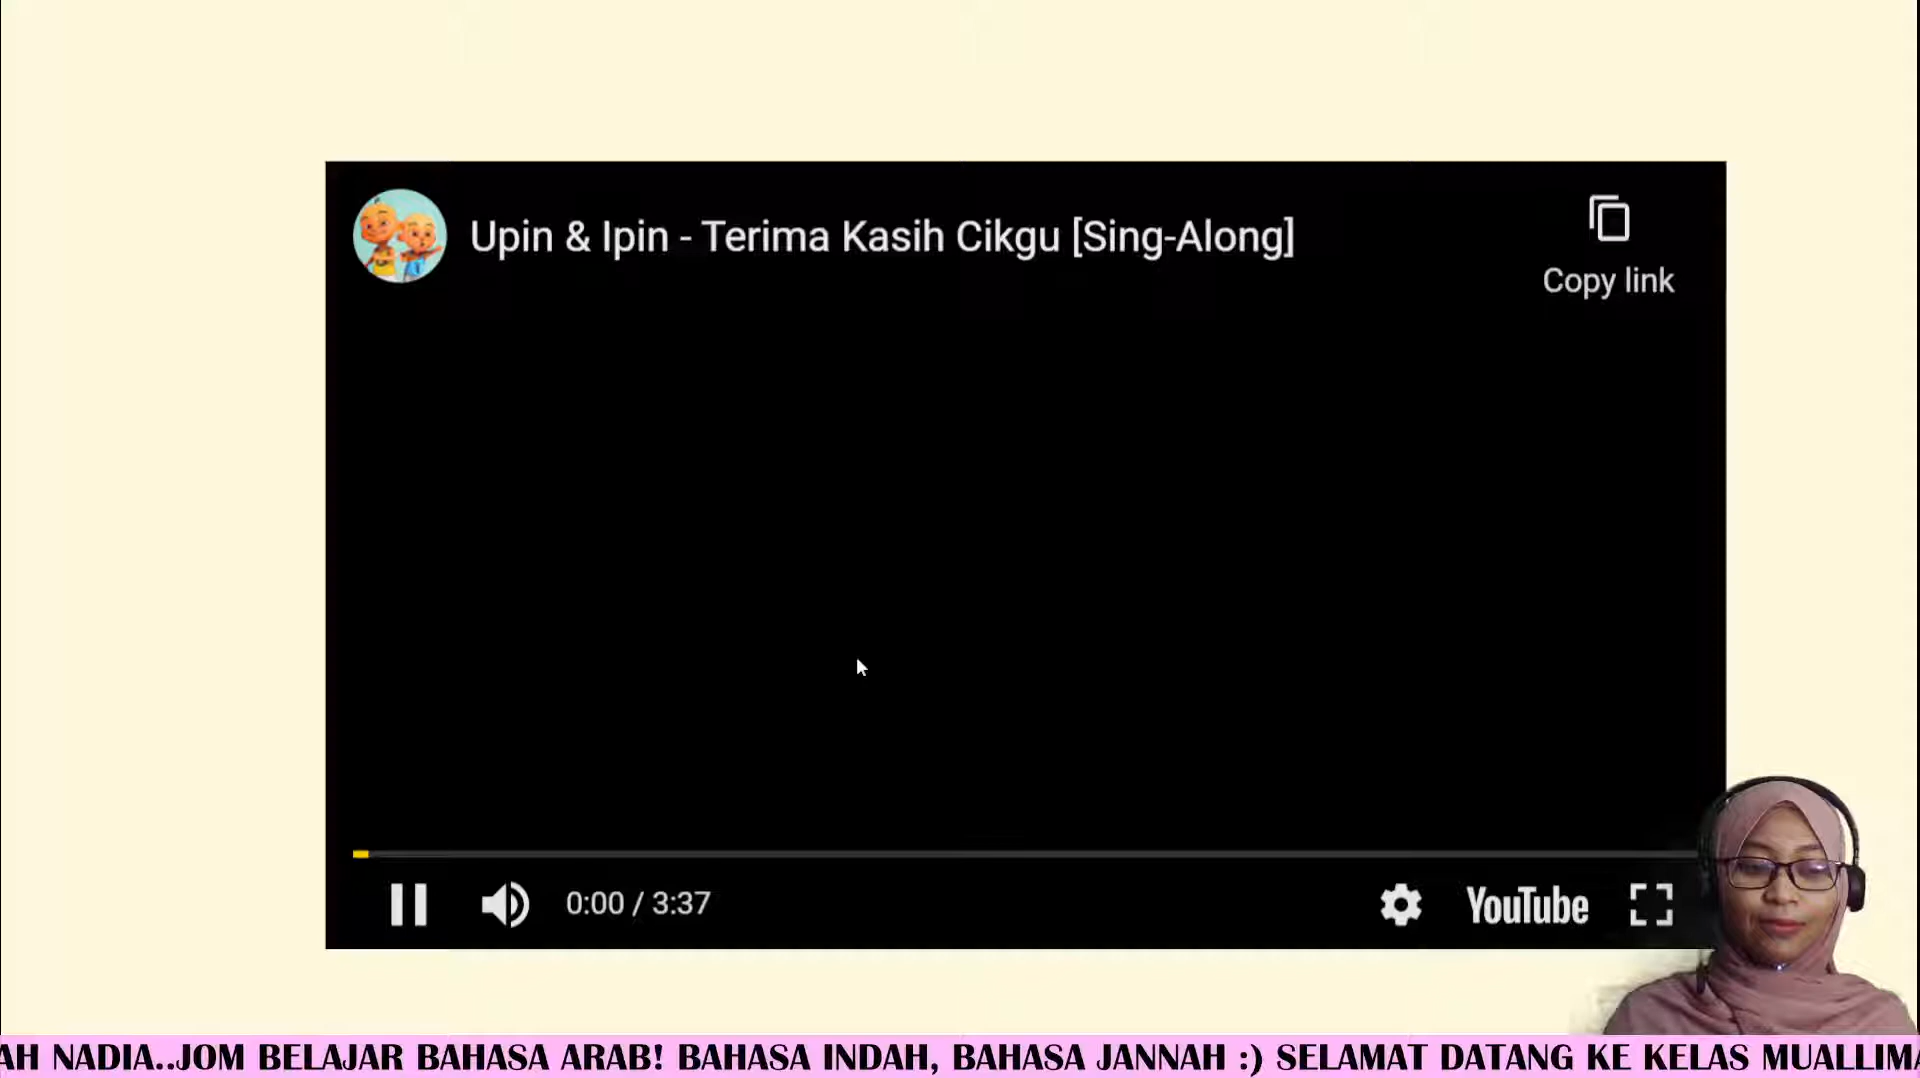 Upin & Ipin - Terima Kasih Cikgu [Sing-Along]
Copy link
0:00 / 3:37
YouTube
AH NADIA..JOM BELAJAR BAHASA ARAB! BAHASA INDAH, BAHASA JANNAH :) SELAMAT DATANG KE KELAS MUALLIMA